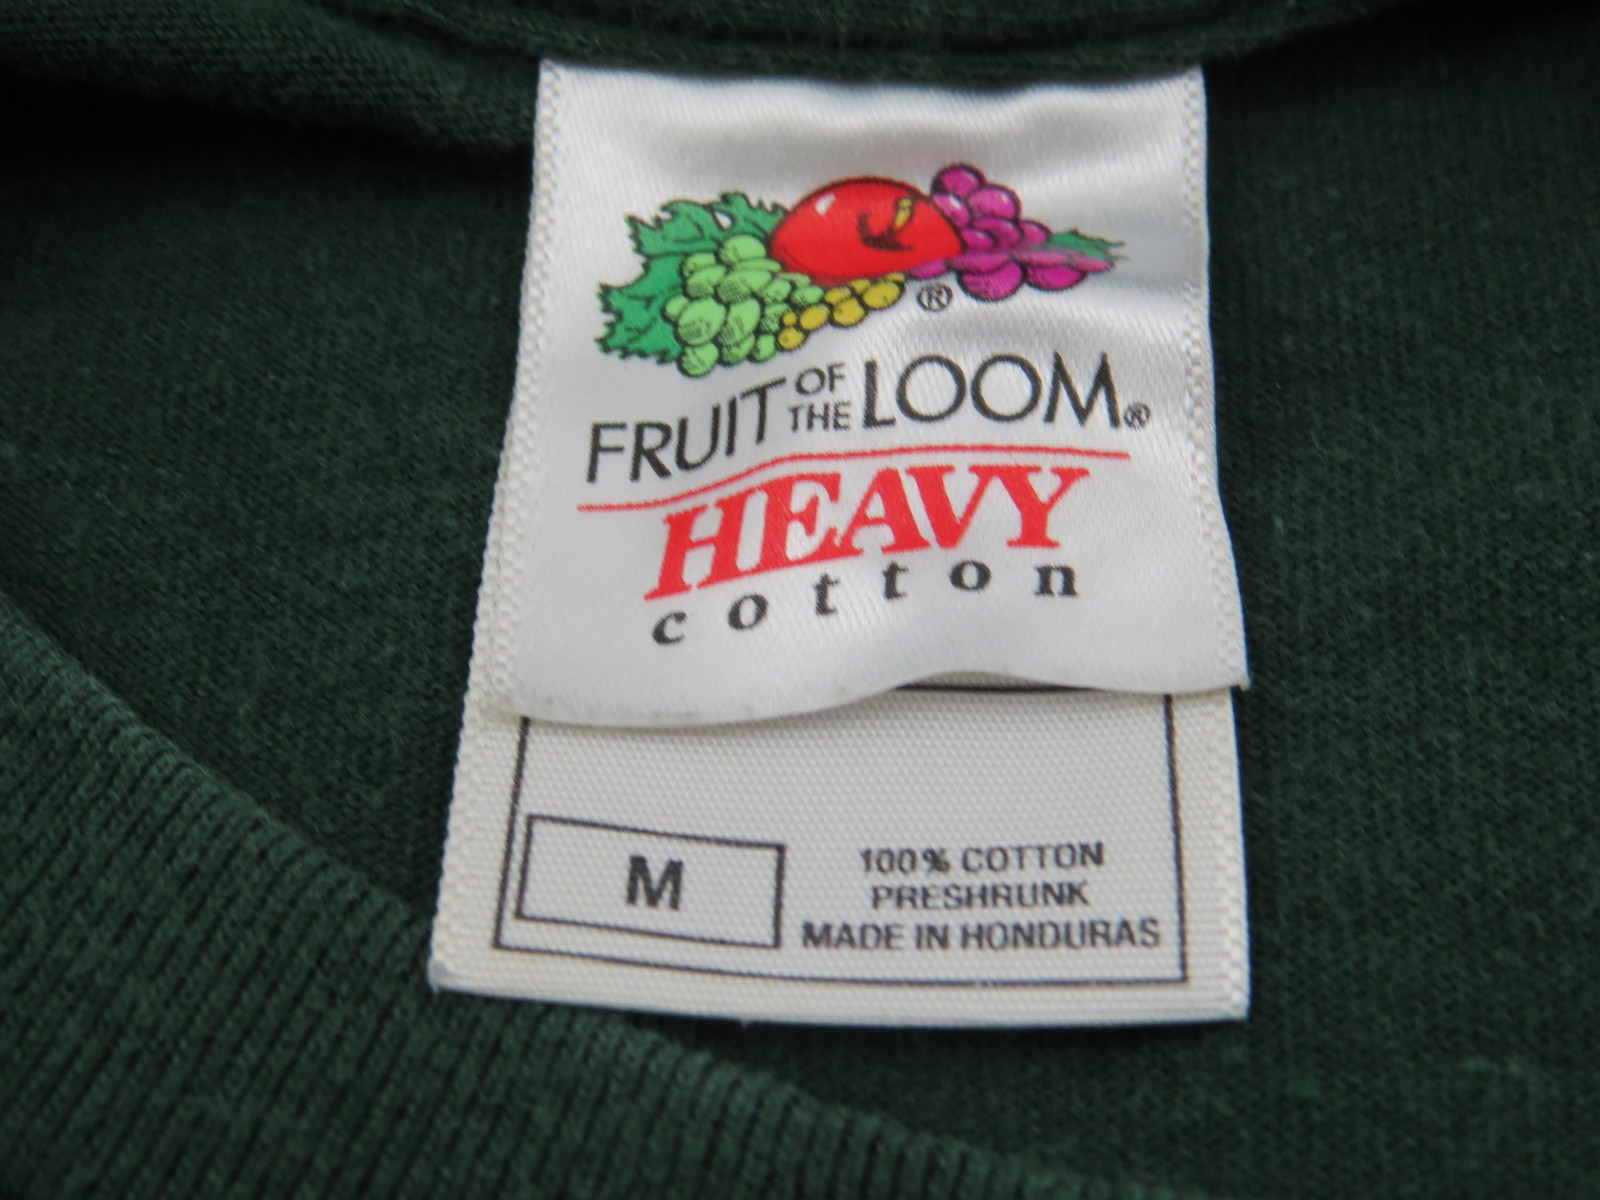 ®
FRUIT OF THE LOOM®
HEAVY
cotton
M
100% COTTON
PRESHRUNK
MADE IN HONDURAS